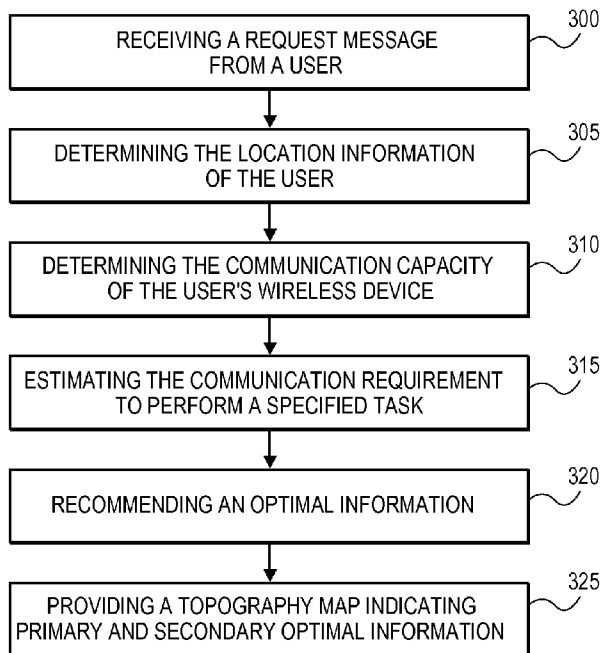 300
RECEIVING A REQUEST MESSAGE
FROM A USER
305
DETERMINING THE LOCATION INFORMATION
OF THE USER
310
DETERMINING THE COMMUNICATION CAPACITY
OF THE USER'S WIRELESS DEVICE
315
ESTIMATING THE COMMUNICATION REQUIREMENT
TO PERFORM A SPECIFIED TASK
320
RECOMMENDING AN OPTIMAL INFORMATION
325
PROVIDING A TOPOGRAPHY MAP INDICATING
PRIMARY AND SECONDARY OPTIMAL INFORMATION